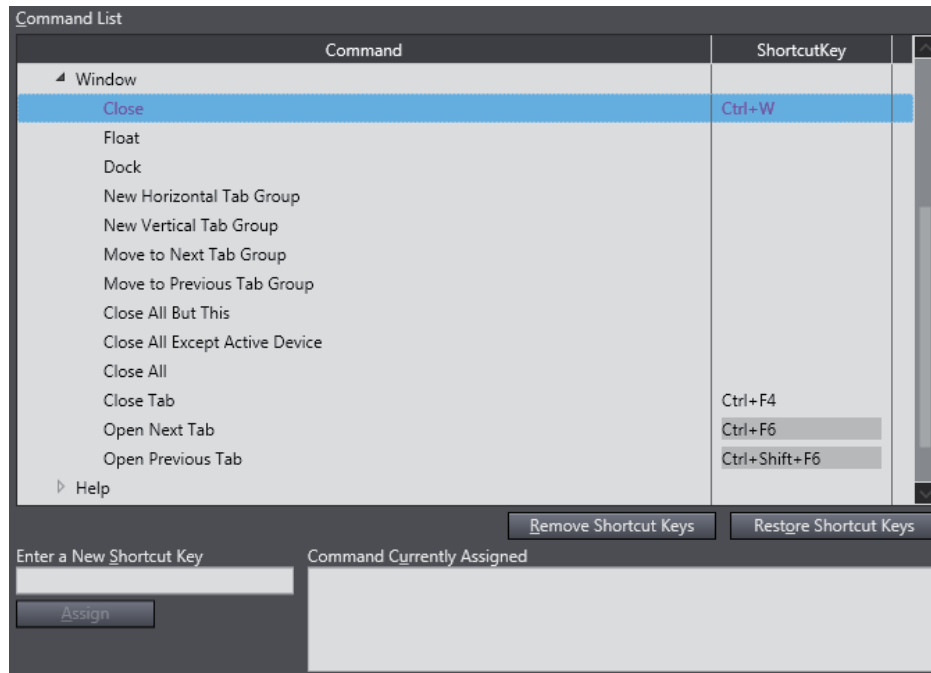 Command List
Command ShortcutKey
Window
Close Ctrl+W
Float
Dock
New Horizontal Tab Group
New Vertical Tab Group
Move to Next Tab Group
Move to Previous Tab Group
Close All But This
Close All Except Active Device
Close All
Close Tab Ctrl+F4
Open Next Tab Ctrl+F6
Open Previous Tab Ctrl+Shift+F6
Help
Remove Shortcut Keys Restore Shortcut Keys
Enter a New Shortcut Key Command Currently Assigned
Assign